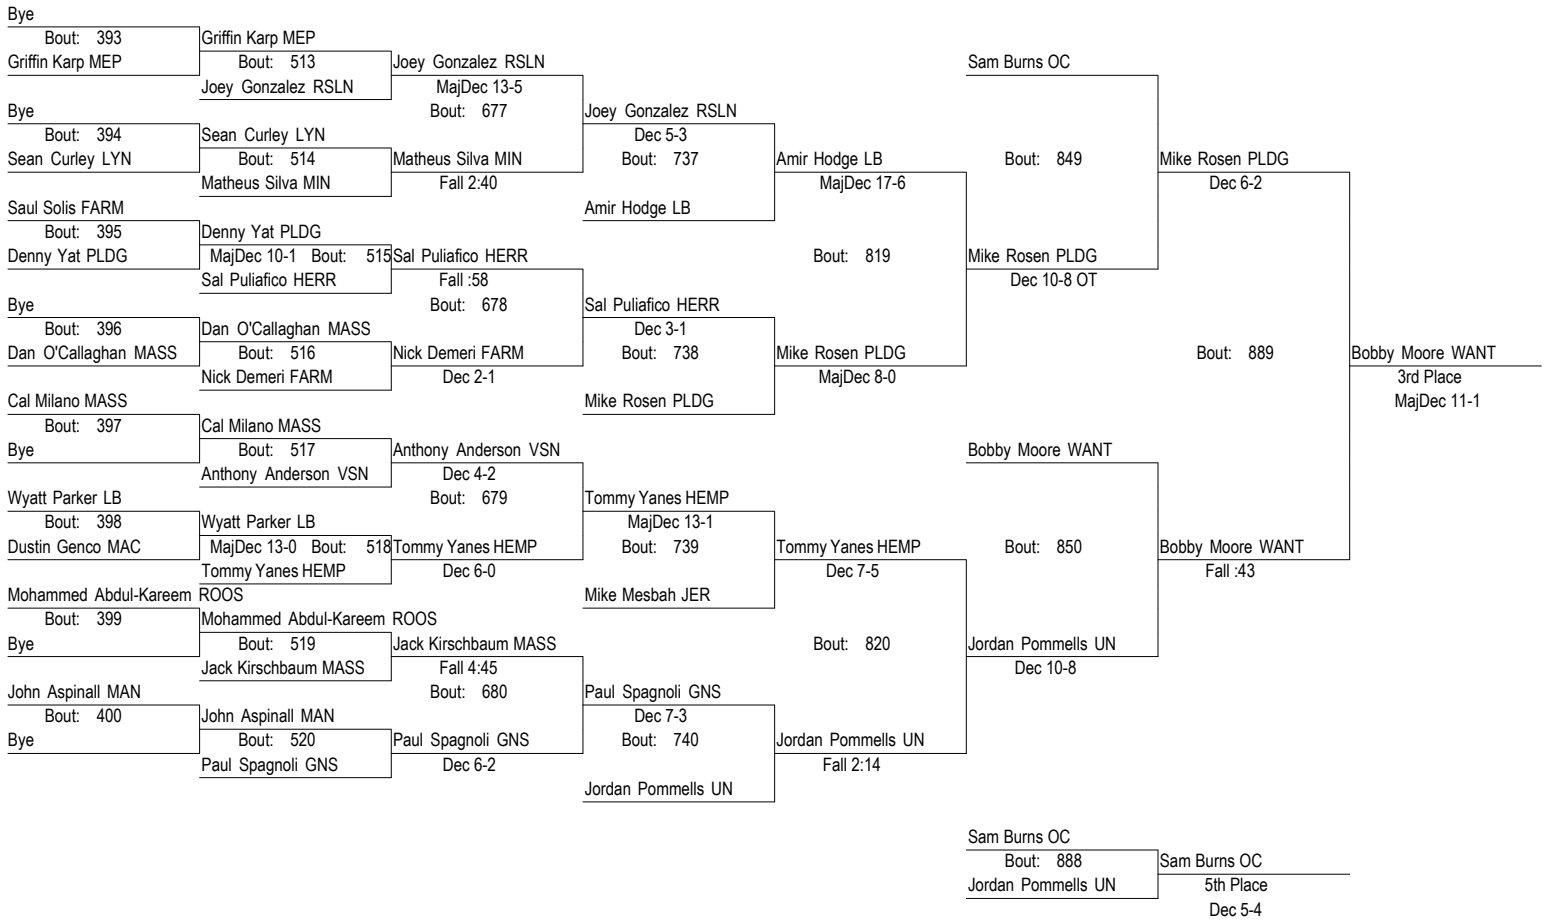 Bye
Bout: 393
Griffin Karp MEP
Griffin Karp MEP
Bout: 513
Joey Gonzalez RSLN
Joey Gonzalez RSLN
MajDec 13-5
Bout: 677
Bye
Bout: 394
Sean Curley LYN
Sean Curley LYN
Bout: 514
Matheus Silva MIN
Matheus Silva MIN
Fall 2:40
Joey Gonzalez RSLN
Dec 5-3
Bout: 737
Amir Hodge LB
Amir Hodge LB
MajDec 17-6
Bout: 819
Saul Solis FARM
Bout: 395
Denny Yat PLDG
Denny Yat PLDG
MajDec 10-1 Bout: 515
Sal Puliafico HERR
Sal Puliafico HERR
Fall :58
Bout: 678
Bye
Bout: 396
Dan O'Callaghan MASS
Dan O'Callaghan MASS
Bout: 516
Nick Demeri FARM
Nick Demeri FARM
Dec 2-1
Sal Puliafico HERR
Dec 3-1
Bout: 738
Mike Rosen PLDG
Mike Rosen PLDG
MajDec 8-0
Sam Burns OC
Bout: 849
Mike Rosen PLDG
Dec 10-8 OT
Mike Rosen PLDG
Dec 6-2
Bout: 889
Bobby Moore WANT
3rd Place
MajDec 11-1
Cal Milano MASS
Bout: 397
Bye
Cal Milano MASS
Bout: 517
Anthony Anderson VSN
Anthony Anderson VSN
Dec 4-2
Bout: 679
Wyatt Parker LB
Bout: 398
Dustin Genco MAC
Wyatt Parker LB
MajDec 13-0 Bout: 518
Tommy Yanes HEMP
Tommy Yanes HEMP
Dec 6-0
Tommy Yanes HEMP
MajDec 13-1
Bout: 739
Mike Mesbah JER
Tommy Yanes HEMP
Dec 7-5
Bout: 820
Mohammed Abdul-Kareem ROOS
Bout: 399
Bye
Mohammed Abdul-Kareem ROOS
Bout: 519
Jack Kirschbaum MASS
Jack Kirschbaum MASS
Fall 4:45
Bout: 680
John Aspinall MAN
Bout: 400
Bye
John Aspinall MAN
Bout: 520
Paul Spagnoli GNS
Paul Spagnoli GNS
Dec 6-2
Paul Spagnoli GNS
Dec 7-3
Bout: 740
Jordan Pommells UN
Jordan Pommells UN
Fall 2:14
Bobby Moore WANT
Bout: 850
Jordan Pommells UN
Dec 10-8
Bobby Moore WANT
Fall :43
Sam Burns OC
Bout: 888
Jordan Pommells UN
Sam Burns OC
5th Place
Dec 5-4